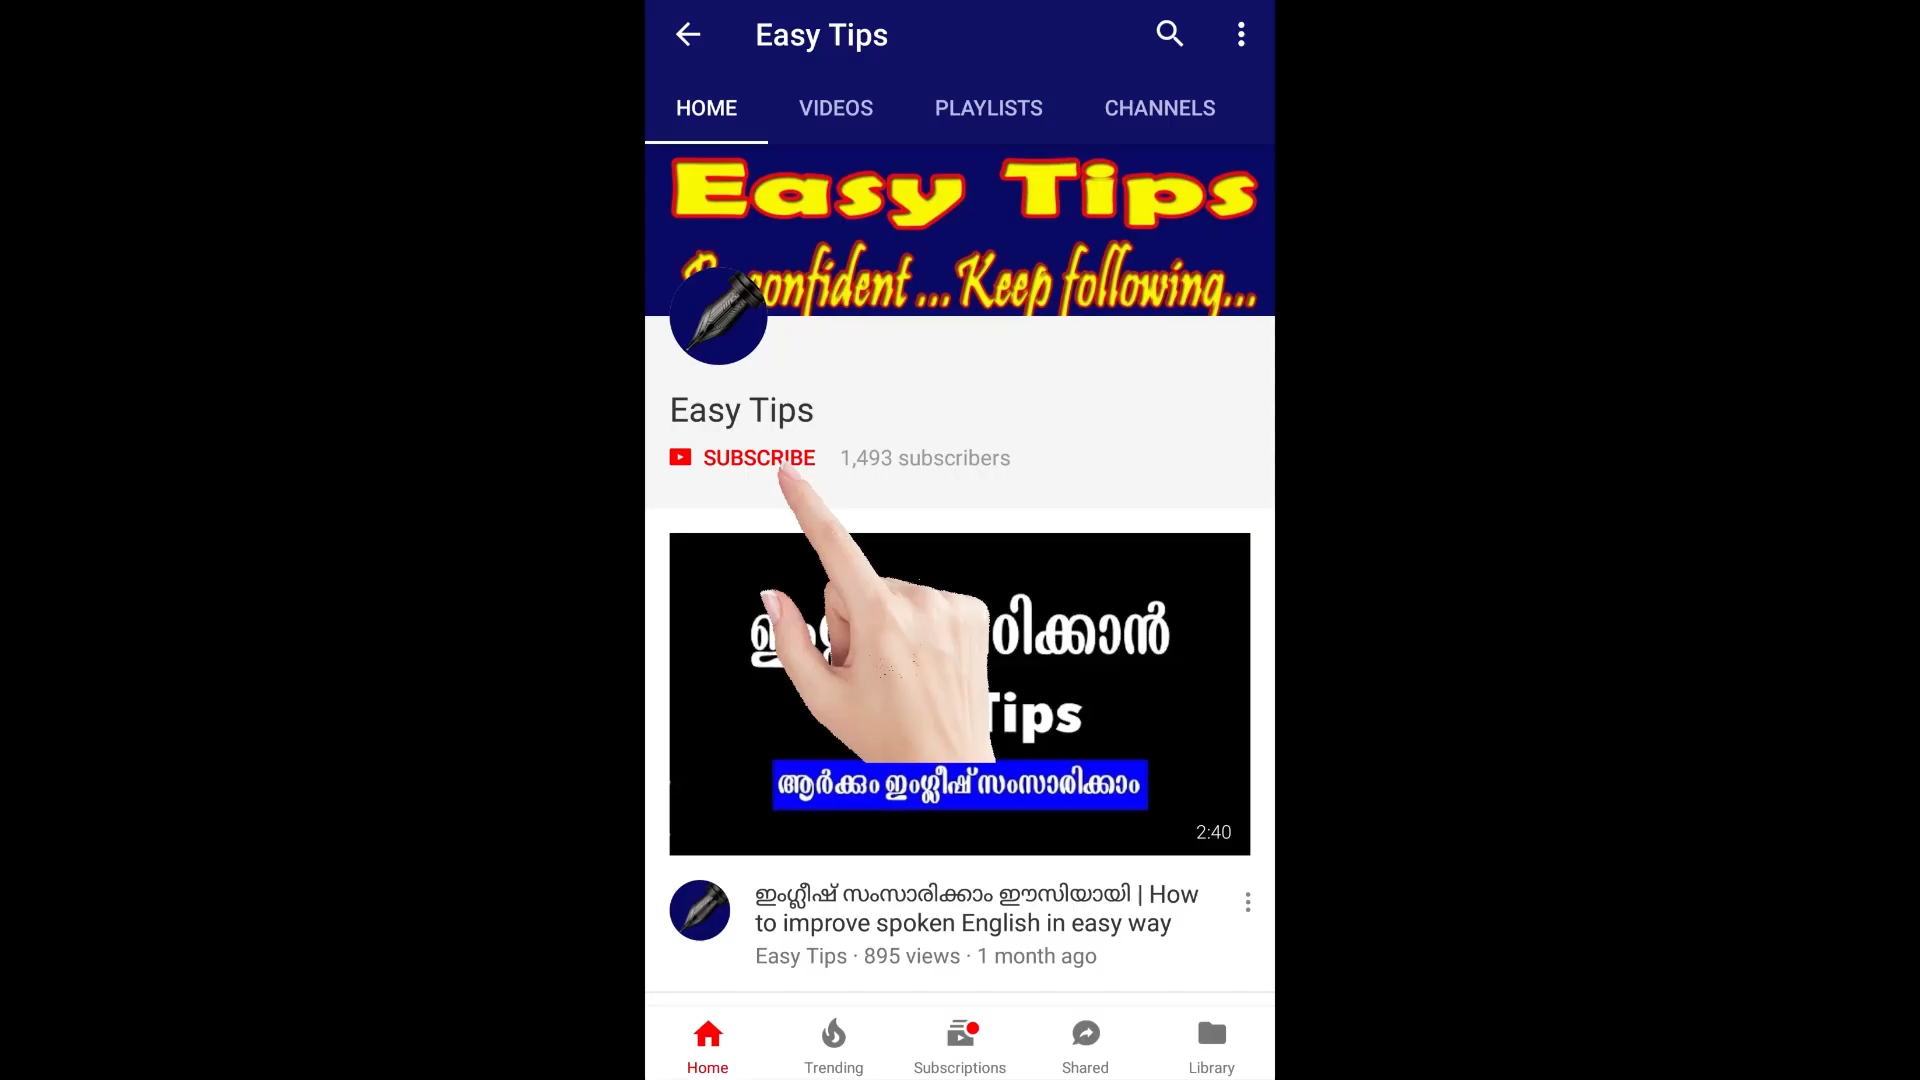 Easy Tips
HOME VIDEOS PLAYLISTS CHANNELS
Easy Tips
confident ... Keep following...
Easy Tips
SUBSCRIBE 1,493 subscribers
Tips
ആർക്കും ഇംഗ്ലീഷ് സംസാരിക്കാം
2:40
ഇംഗ്ലീഷ് സംസാരിക്കാം ഈസിയായി | How
to improve spoken English in easy way
Easy Tips · 895 views · 1 month ago
Home Trending Subscriptions Shared Library